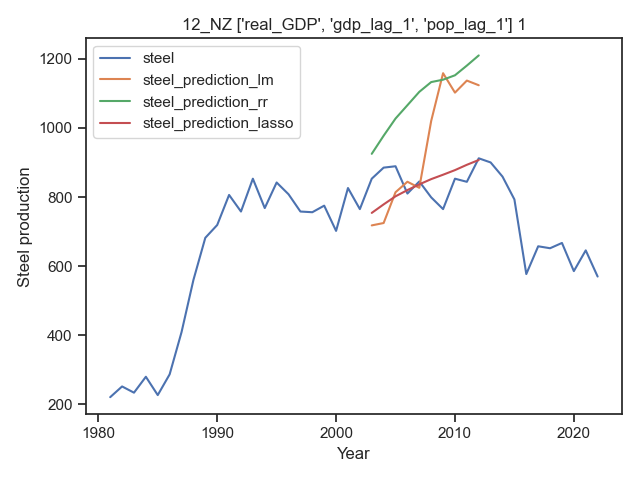 12_NZ ['real_GDP', 'gdp_lag_1', 'pop_lag_1'] 1
steel
steel_prediction_lm
steel_prediction_rr
steel_prediction_lasso
Steel production
1200
1000
800
600
400
200
1980
1990
2000
2010
2020
Year